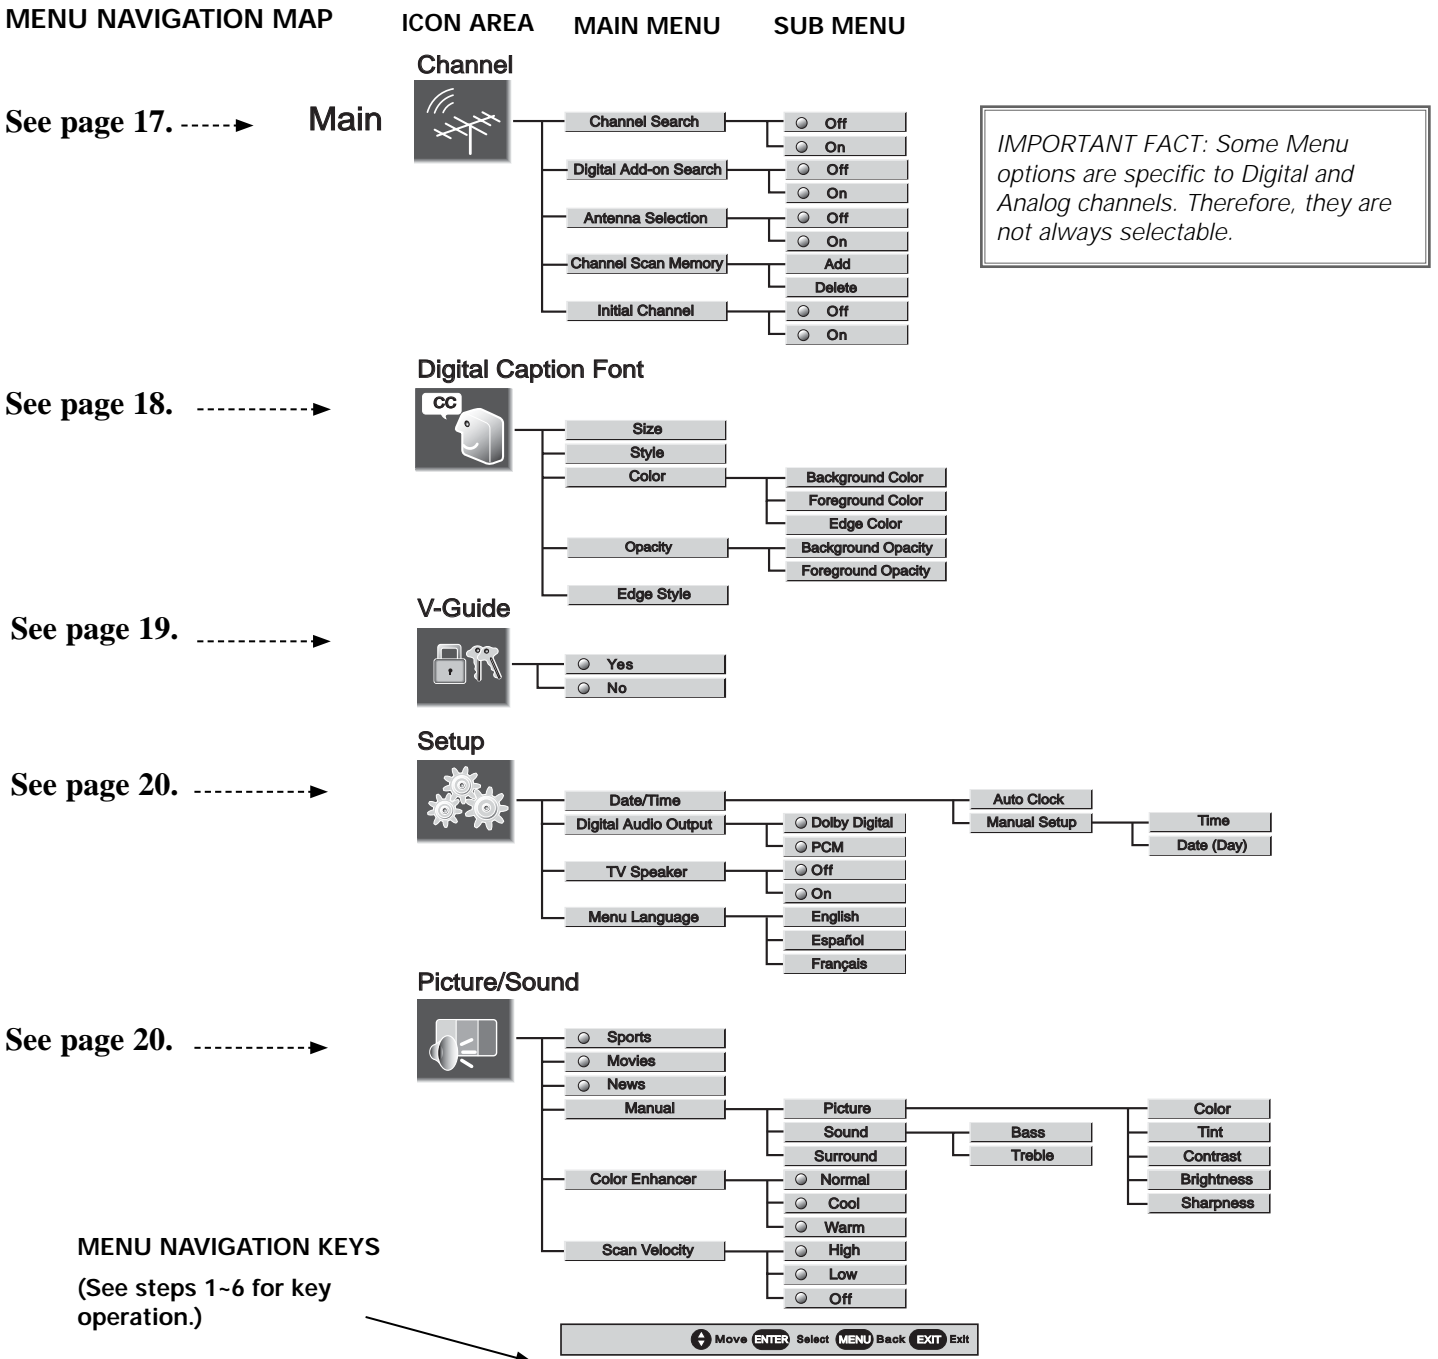 MENU NAVIGATION MAP
ICON AREA
MAIN MENU
SUB MENU
See page 17.
Main
Channel
Channel Search
Off
On
Digital Add-on Search
Off
On
Antenna Selection
Off
On
Channel Scan Memory
Add
Delete
Initial Channel
Off
On
IMPORTANT FACT: Some Menu
options are specific to Digital and
Analog channels. Therefore, they are
not always selectable.
See page 18.
Digital Caption Font
CC
Size
Style
Color
Background Color
Foreground Color
Edge Color
Opacity
Background Opacity
Foreground Opacity
Edge Style
See page 19.
V-Guide
Yes
No
See page 20.
Setup
Date/Time
Auto Clock
Manual Setup
Time
Date (Day)
Digital Audio Output
Dolby Digital
PCM
TV Speaker
Off
On
Menu Language
English
Español
Français
See page 20.
Picture/Sound
Sports
Movies
News
Manual
Picture
Color
Tint
Contrast
Brightness
Sharpness
Sound
Bass
Treble
Surround
Color Enhancer
Normal
Cool
Warm
Scan Velocity
High
Low
Off
MENU NAVIGATION KEYS
(See steps 1~6 for key
operation.)
Move ENTER Select MENU Back EXIT Exit